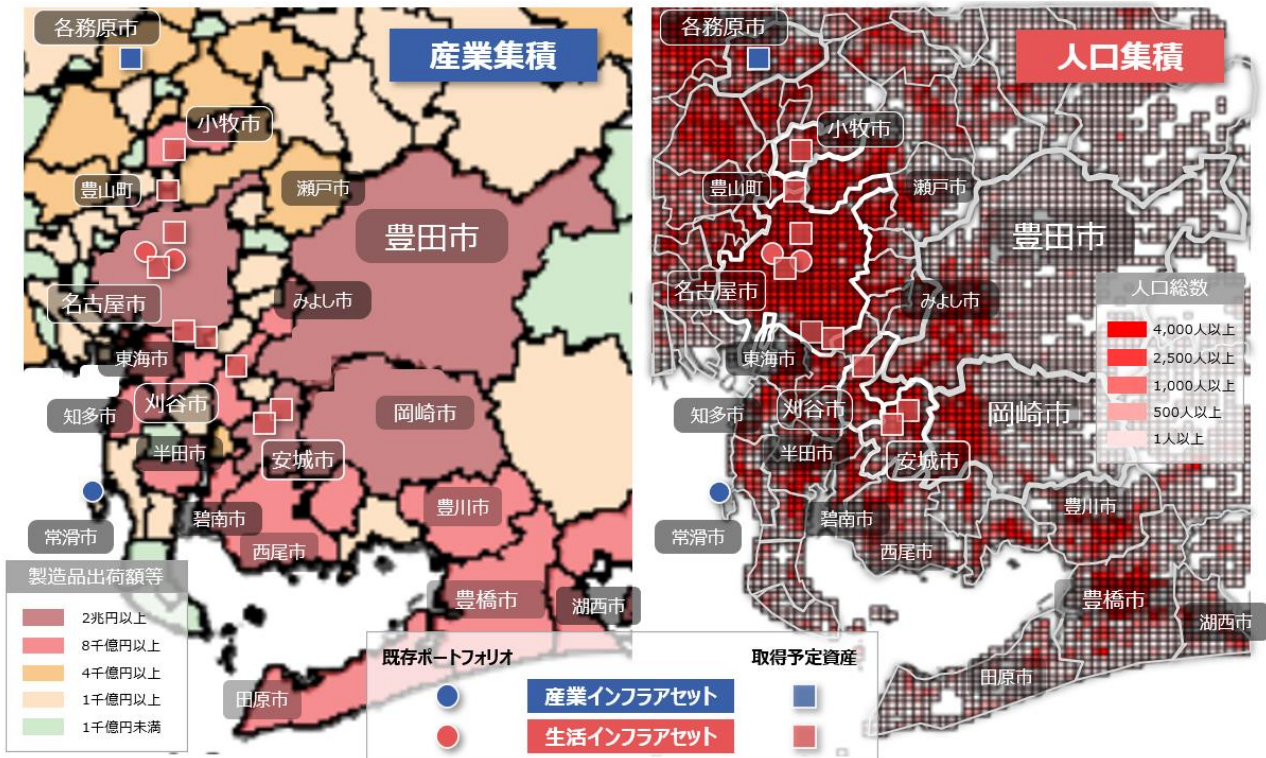 各務原市
産業集積
小牧市
豊山町
瀬戸市
豊田市
名古屋市
みよし市
東海市
刈谷市
岡崎市
知多市
半田市
安城市
碧南市
豊川市
常滑市
西尾市
豊橋市
湖西市
田原市
製造品出荷額等
2兆円以上
8千億円以上
4千億円以上
1千億円以上
1千億円未満
各務原市
人口集積
小牧市
豊山町
瀬戸市
豊田市
名古屋市
みよし市
東海市
刈谷市
岡崎市
知多市
半田市
安城市
碧南市
豊川市
常滑市
西尾市
豊橋市
湖西市
田原市
人口総数
4,000人以上
2,500人以上
1,000人以上
500人以上
1人以上
既存ポートフォリオ 取得予定資産
産業インフラアセット
生活インフラアセット